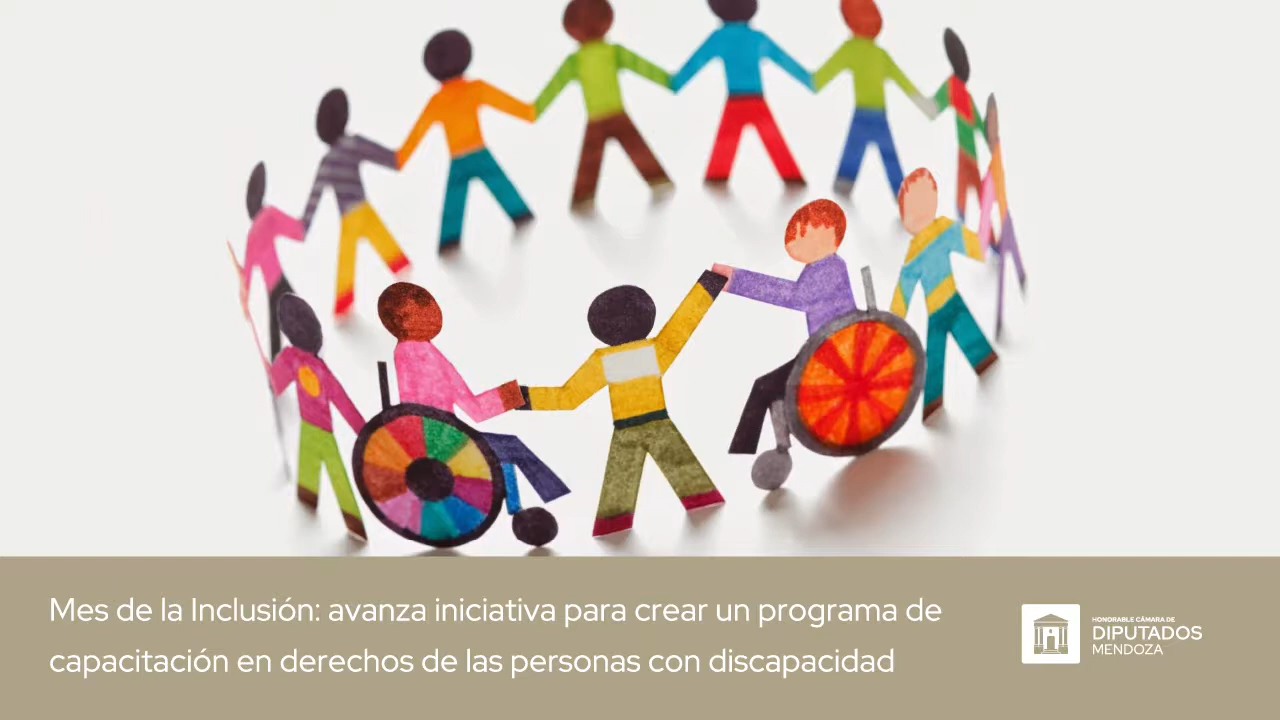 Mes de la Inclusión: avanza iniciativa para crear un programa de
capacitación en derechos de las personas con discapacidad
HONORABLE CÁMARA DE
DIPUTADOS
MENDOZA